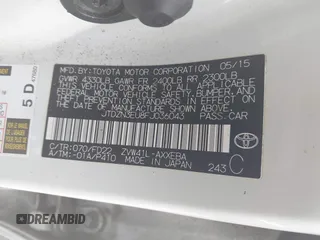 MFD.BY:TOYOTA MOTOR CORPORATION 05/15
GVWR 4330LB GAWR FR 2400LB RR 2300LB
THIS VEHICLE CONFORMS TO ALL APPLICABLE
FEDERAL MOTOR VEHICLE SAFETY, BUMPER, AND
THEFT PREVENTION STANDARDS IN EFFECT ON
THE DATE OF MANUFACTURE SHOWN ABOVE.
JTDZN3EU8FJ036043 PASS.CAR
C/TR:070/FD22 ZVW41L-AXXEBA
A/TM:-01A/P410 MADE IN JAPAN 243 C
TOYOTA
5 D